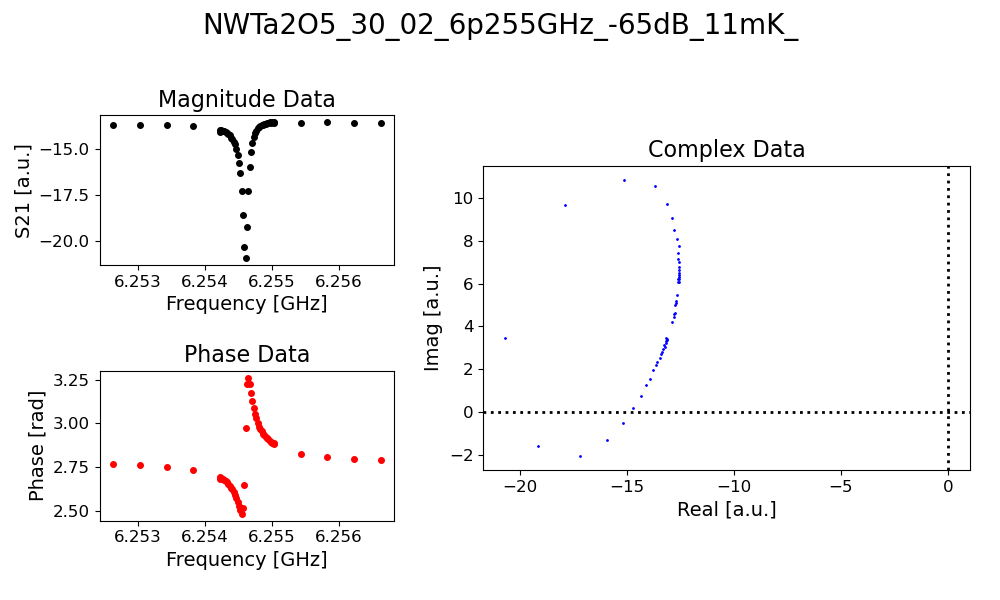 NWTa2O5_30_02_6p255GHz_-65dB_11mK_
Magnitude Data
S21 [a.u.]
−15.0
−17.5
−20.0
6.253 6.254 6.255 6.256
Frequency [GHz]
Phase Data
Phase [rad]
3.25
3.00
2.75
2.50
6.253 6.254 6.255 6.256
Frequency [GHz]
Complex Data
Imag [a.u.]
10
8
6
4
2
0
−2
−20 −15 −10 −5 0
Real [a.u.]